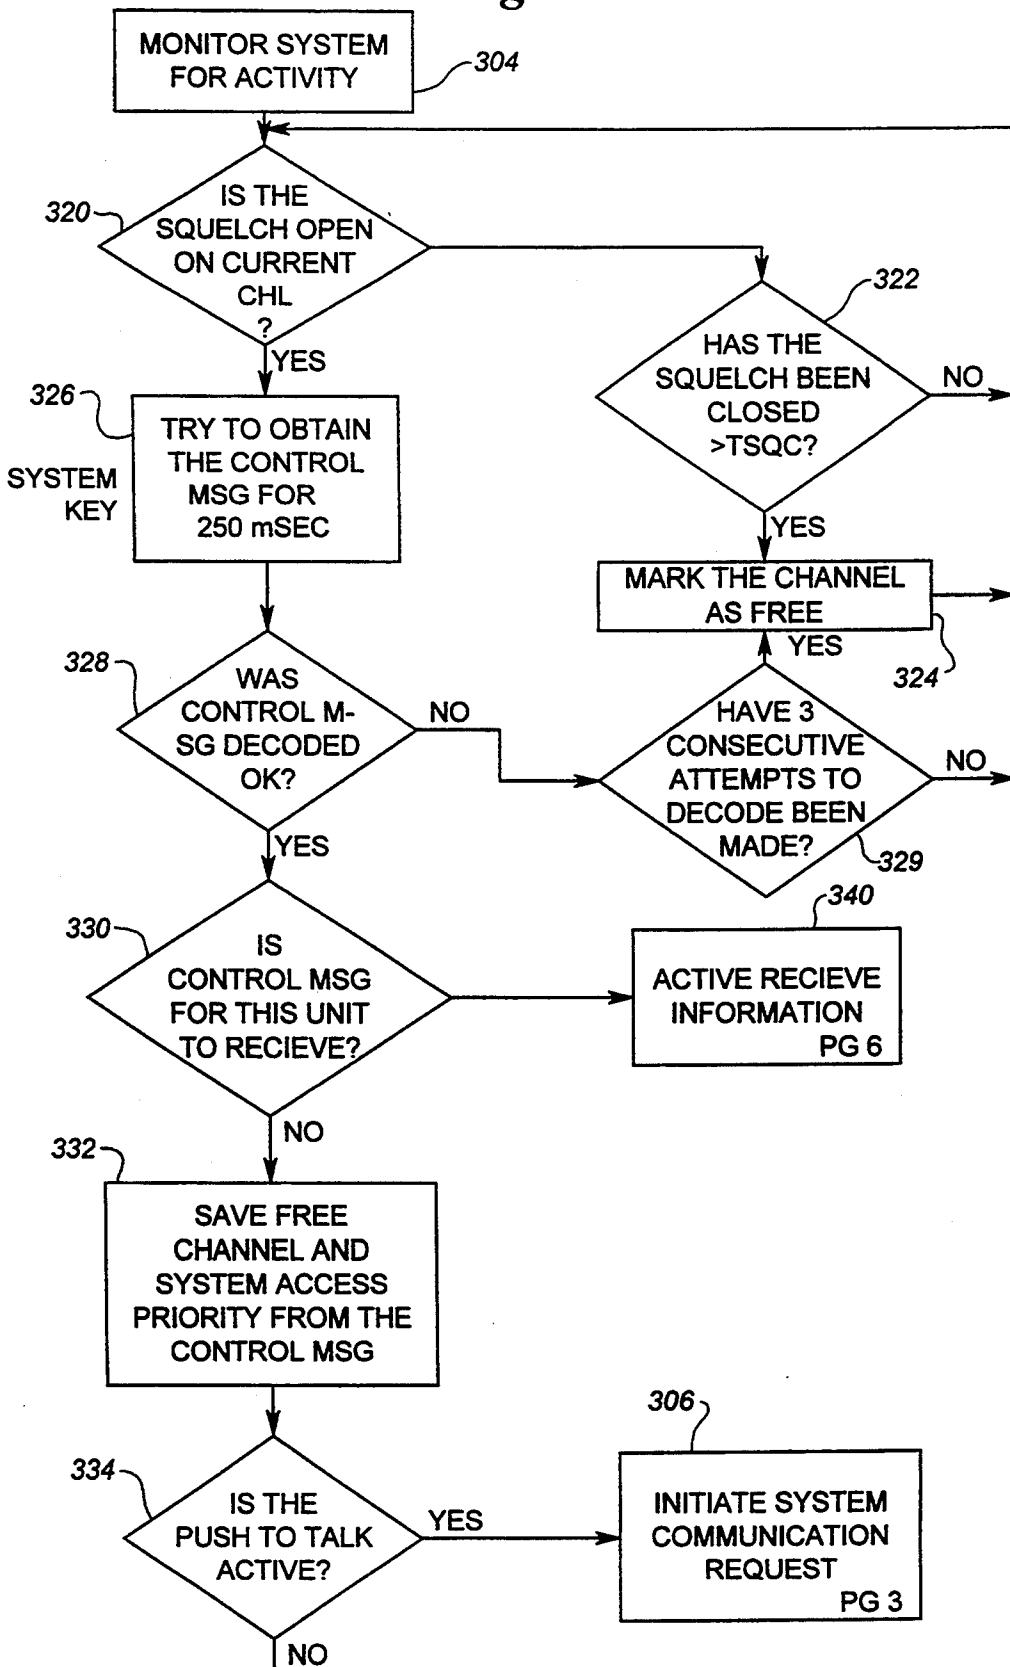 g
MONITOR SYSTEM
FOR ACTIVITY
304
IS THE
SQUELCH OPEN
ON CURRENT
CHL
?
320
YES
322
HAS THE
SQUELCH BEEN
CLOSED
>TSQC?
NO
YES
326
TRY TO OBTAIN
THE CONTROL
MSG FOR
250 mSEC
SYSTEM
KEY
MARK THE CHANNEL
AS FREE
324
YES
328
WAS
CONTROL M-
SG DECODED
OK?
NO
YES
HAVE 3
CONSECUTIVE
ATTEMPTS TO
DECODE BEEN
MADE?
NO
329
330
IS
CONTROL MSG
FOR THIS UNIT
TO RECIEVE?
NO
340
ACTIVE RECIEVE
INFORMATION
PG 6
332
SAVE FREE
CHANNEL AND
SYSTEM ACCESS
PRIORITY FROM THE
CONTROL MSG
334
IS THE
PUSH TO TALK
ACTIVE?
YES
NO
306
INITIATE SYSTEM
COMMUNICATION
REQUEST
PG 3